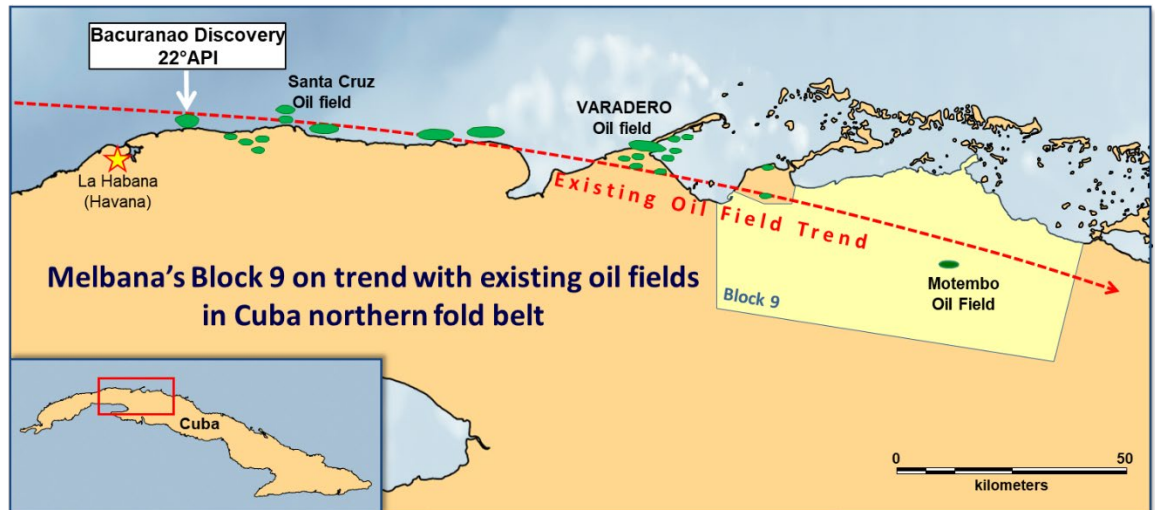 Bacuranao Discovery
22°API
Santa Cruz
Oil field
VARADERO
Oil field
La Habana
(Havana)
Existing Oil Field Trend
Melbana’s Block 9 on trend with existing oil fields
in Cuba northern fold belt
Block 9
Motembo
Oil Field
Cuba
0
50
kilometers